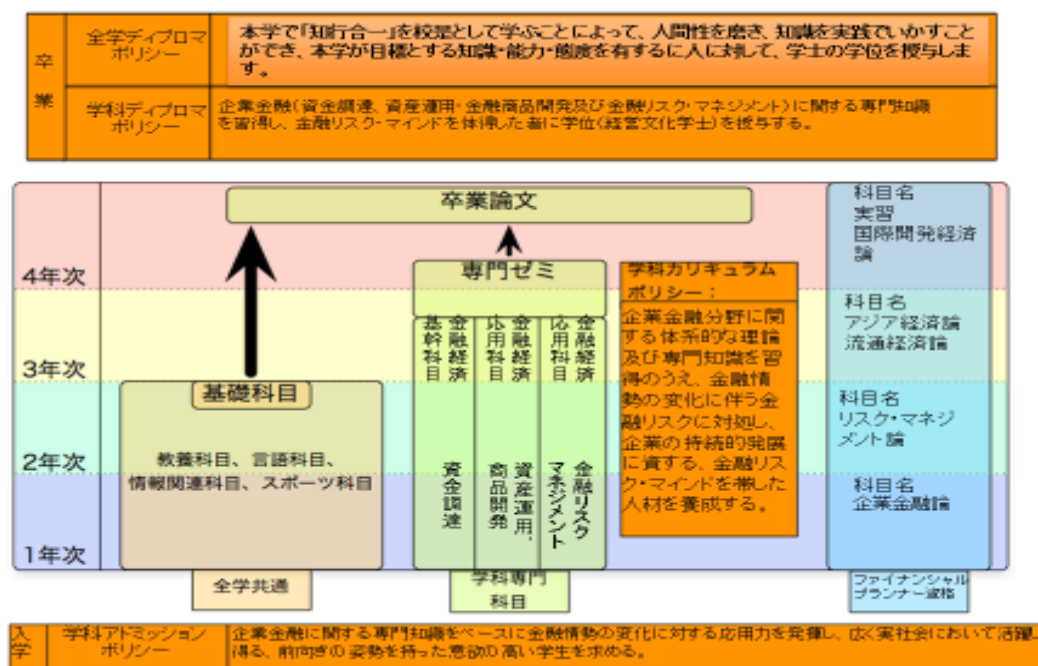 卒業
全学ディプロマ
ポリシー
本学で「知行合一」を校是として学ぶことによって、人間性を磨き、知識を実践でいかすこと
ができ、本学が目標とする知識・能力・態度を有するに人に対して、学士の学位を授与しま
す。
学科ディプロマ
ポリシー
企業金融(資金調達、資産運用・金融商品開発及び金融リスク・マネジメント)に関する専門知識
を習得し、金融リスク・マインドを体得した者に学位(経営文化学士)を授与する。
4年次
3年次
2年次
1年次
卒業論文
専門ゼミ
基礎科目
教養科目、言語科目、
情報関連科目、スポーツ科目
金融経済
基幹科目
金融経済
応用科目
金融経済
応用科目
資金調達
資産運用、
商品開発
金融リスク
マネジメント
学科カリキュラム
ポリシー：
企業金融分野に関
する体系的な理論
及び専門知識を習
得のうえ、金融情
勢の変化に伴う金
融リスクに対処し、
企業の持続的発展
に資する、金融リス
ク・マインドを帯した
人材を養成する。
科目名
実習
国際開発経済
論
科目名
アジア経済論
流通経済論
科目名
リスク・マネジ
メント論
科目名
企業金融論
全学共通
学科専門
科目
ファイナンシャル
プランナー資格
入学
学科アドミッション
ポリシー
企業金融に関する専門知識をベースに金融情勢の変化に対する応用力を発揮し、広く実社会において活躍し
得る、前向きの姿勢を持った意欲の高い学生を求める。